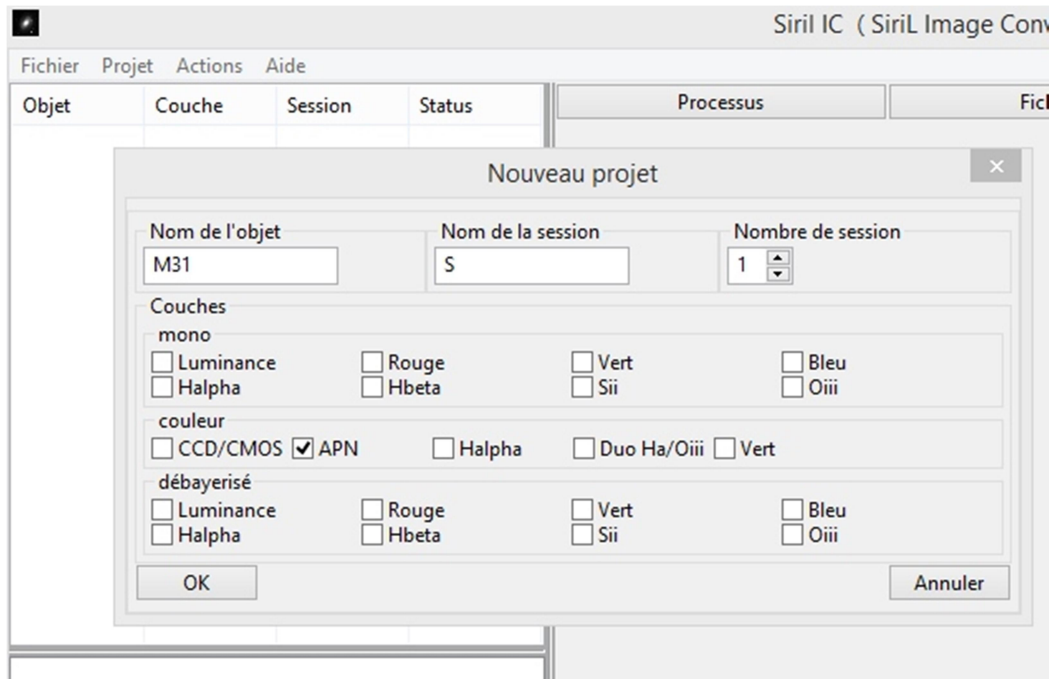 Siril IC ( SiriL Image Conv
Fichier Projet Actions Aide
Objet Couche Session Status
Processus Fich
Nouveau projet
Nom de l'objet Nom de la session Nombre de session
M31 S 1
Couches
mono
Luminance Rouge Vert Bleu
Halpha Hbeta Sii Oiii
couleur
CCD/CMOS APN Halpha Duo Ha/Oiii Vert
débayerisé
Luminance Rouge Vert Bleu
Halpha Hbeta Sii Oiii
OK Annuler